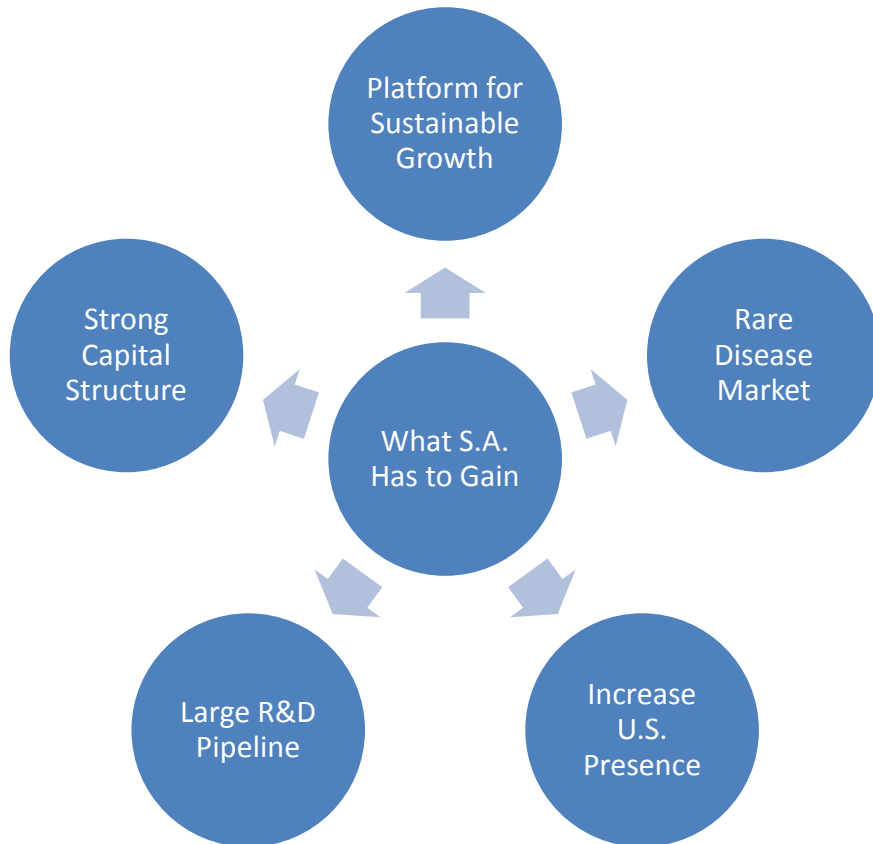 Platform for
Sustainable
Growth
Strong
Capital
Structure
Rare
Disease
Market
What S.A.
Has to Gain
Large R&D
Pipeline
Increase
U.S.
Presence